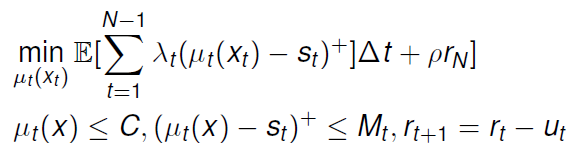 min_{μ_t(x_t)} 𝔼[∑_{t=1}^{N−1} λ_t(μ_t(x_t) − s_t)^+]Δt + ρr_N]
μ_t(x) ≤ C, (μ_t(x) − s_t)^+ ≤ M_t, r_{t+1} = r_t − u_t